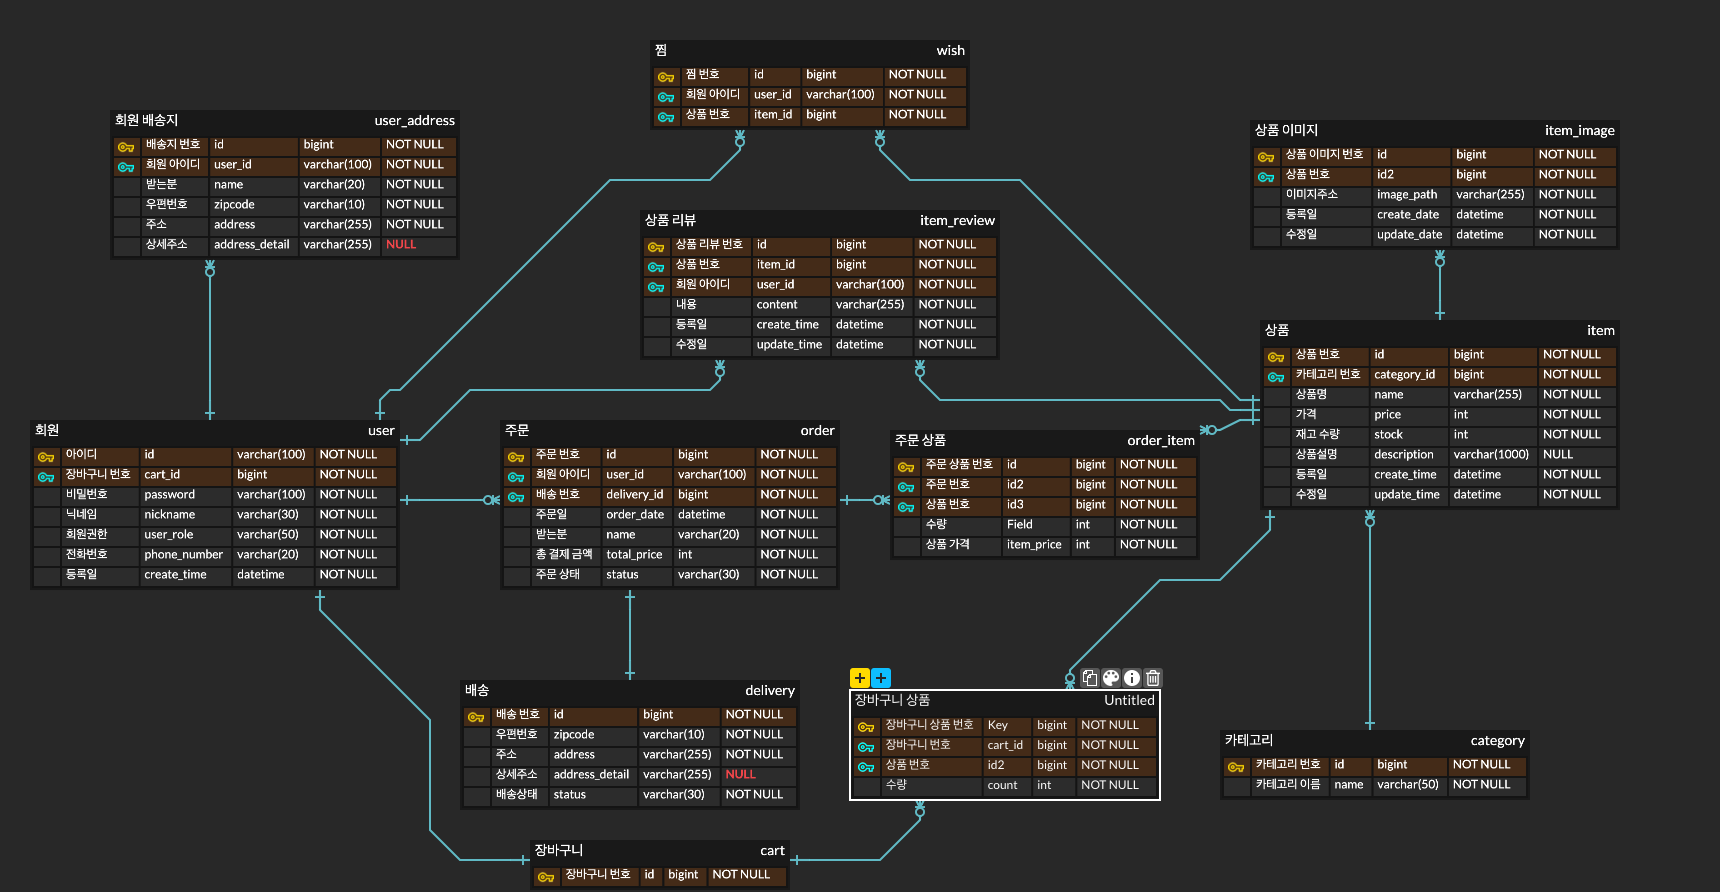 찜 wish
찜 번호 id bigint NOT NULL
회원 아이디 user_id varchar(100) NOT NULL
상품 번호 item_id bigint NOT NULL
회원 배송지 user_address
배송지 번호 id bigint NOT NULL
회원 아이디 user_id varchar(100) NOT NULL
받는분 name varchar(20) NOT NULL
우편번호 zipcode varchar(10) NOT NULL
주소 address varchar(255) NOT NULL
상세주소 address_detail varchar(255) NULL
상품 이미지 item_image
상품 이미지 번호 id bigint NOT NULL
상품 번호 id2 bigint NOT NULL
이미지주소 image_path varchar(255) NOT NULL
등록일 create_date datetime NOT NULL
수정일 update_date datetime NOT NULL
상품 리뷰 item_review
상품 리뷰 번호 id bigint NOT NULL
상품 번호 item_id bigint NOT NULL
회원 아이디 user_id varchar(100) NOT NULL
내용 content varchar(255) NOT NULL
등록일 create_time datetime NOT NULL
수정일 update_time datetime NOT NULL
상품 item
상품 번호 id bigint NOT NULL
카테고리 번호 category_id bigint NOT NULL
상품명 name varchar(255) NOT NULL
가격 price int NOT NULL
재고 수량 stock int NOT NULL
상품설명 description varchar(1000) NULL
등록일 create_time datetime NOT NULL
수정일 update_time datetime NOT NULL
회원 user
아이디 id varchar(100) NOT NULL
장바구니 번호 cart_id bigint NOT NULL
비밀번호 password varchar(100) NOT NULL
닉네임 nickname varchar(30) NOT NULL
회원권한 user_role varchar(50) NOT NULL
전화번호 phone_number varchar(20) NOT NULL
등록일 create_time datetime NOT NULL
주문 order
주문 번호 id bigint NOT NULL
회원 아이디 user_id varchar(100) NOT NULL
배송 번호 delivery_id bigint NOT NULL
주문일 order_date datetime NOT NULL
받는분 name varchar(20) NOT NULL
총 결제 금액 total_price int NOT NULL
주문 상태 status varchar(30) NOT NULL
주문 상품 order_item
주문 상품 번호 id bigint NOT NULL
주문 번호 id2 bigint NOT NULL
상품 번호 id3 bigint NOT NULL
수량 Field int NOT NULL
상품 가격 item_price int NOT NULL
배송 delivery
배송 번호 id bigint NOT NULL
우편번호 zipcode varchar(10) NOT NULL
주소 address varchar(255) NOT NULL
상세주소 address_detail varchar(255) NULL
배송상태 status varchar(30) NOT NULL
장바구니 상품 Untitled
장바구니 상품 번호 Key bigint NOT NULL
장바구니 번호 cart_id bigint NOT NULL
상품 번호 id2 bigint NOT NULL
수량 count int NOT NULL
카테고리 category
카테고리 번호 id bigint NOT NULL
카테고리 이름 name varchar(50) NOT NULL
장바구니 cart
장바구니 번호 id bigint NOT NULL